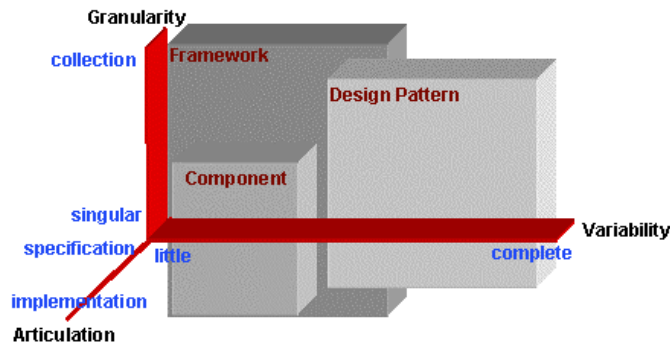 Granularity
collection
Framework
Design Pattern
Component
singular
specification
Variability
little
complete
implementation
Articulation